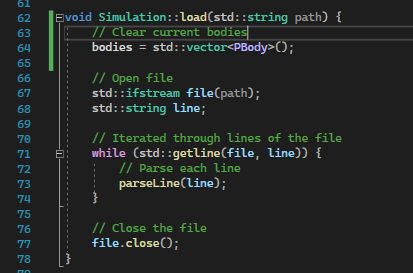 61
62 void Simulation::load(std::string path) {
63 // Clear current bodies
64 bodies = std::vector<PBody>();
65
66 // Open file
67 std::ifstream file(path);
68 std::string line;
69
70 // Iterated through lines of the file
71 while (std::getline(file, line)) {
72 // Parse each line
73 parseLine(line);
74 }
75
76 // Close the file
77 file.close();
78 }